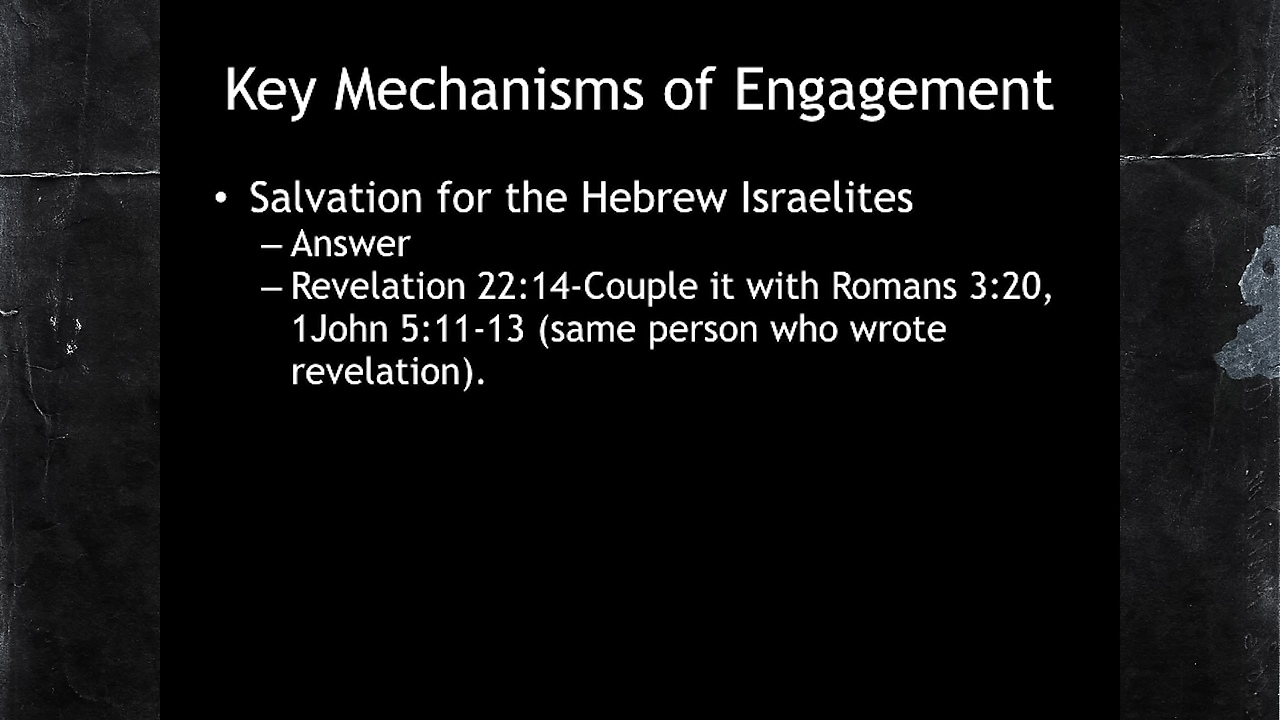 Key Mechanisms of Engagement
• Salvation for the Hebrew Israelites
– Answer
– Revelation 22:14-Couple it with Romans 3:20,
1John 5:11-13 (same person who wrote
revelation).